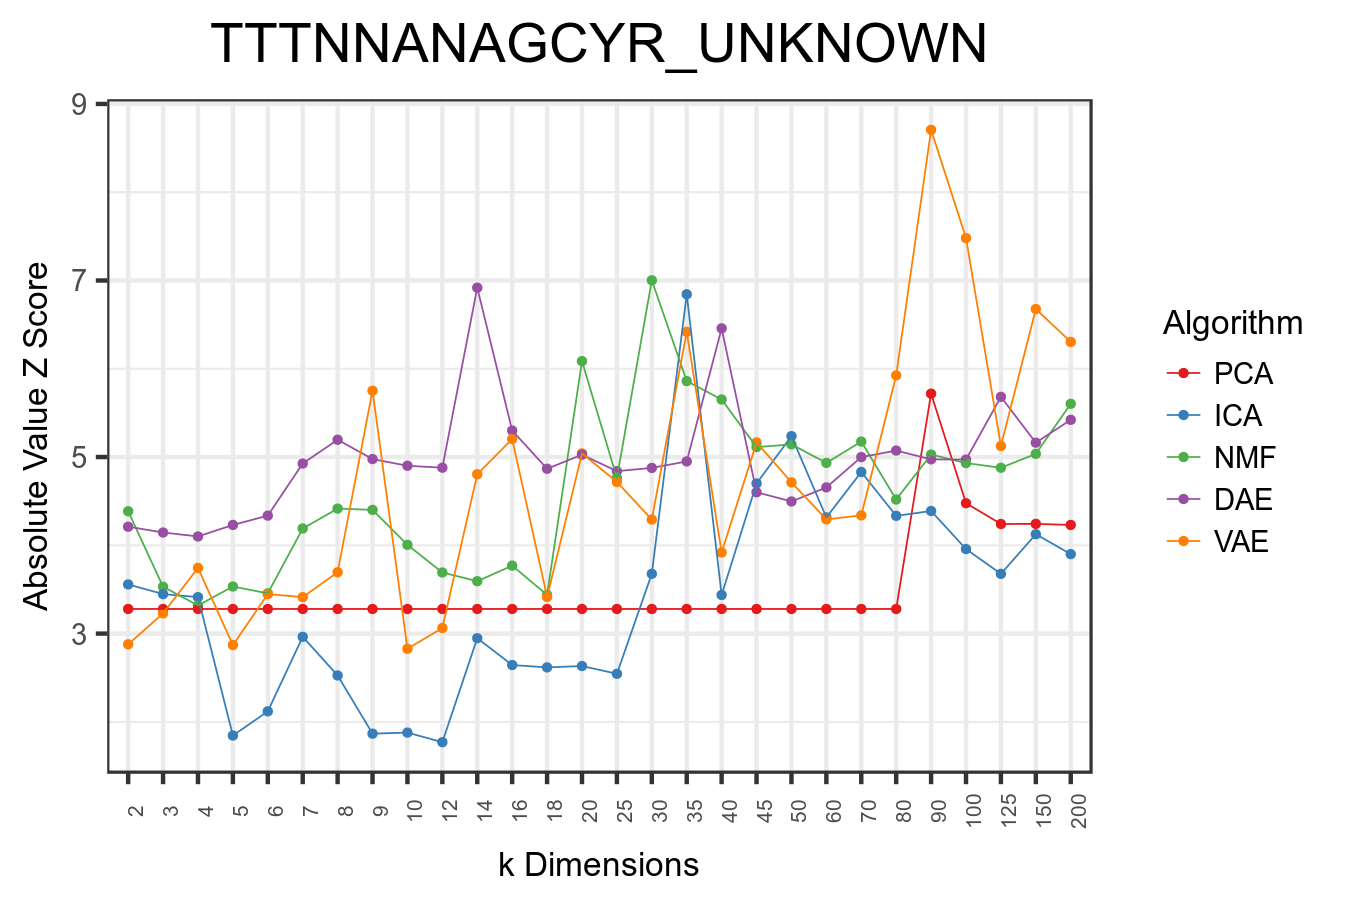 TTTNNANAGCYR_UNKNOWN
Absolute Value Z Score
9
7
5
3
2 3 4 5 6 7 8 9 10 12 14 16 18 20 25 30 35 40 45 50 60 70 80 90 100 125 150 200
k Dimensions
Algorithm
PCA
ICA
NMF
DAE
VAE